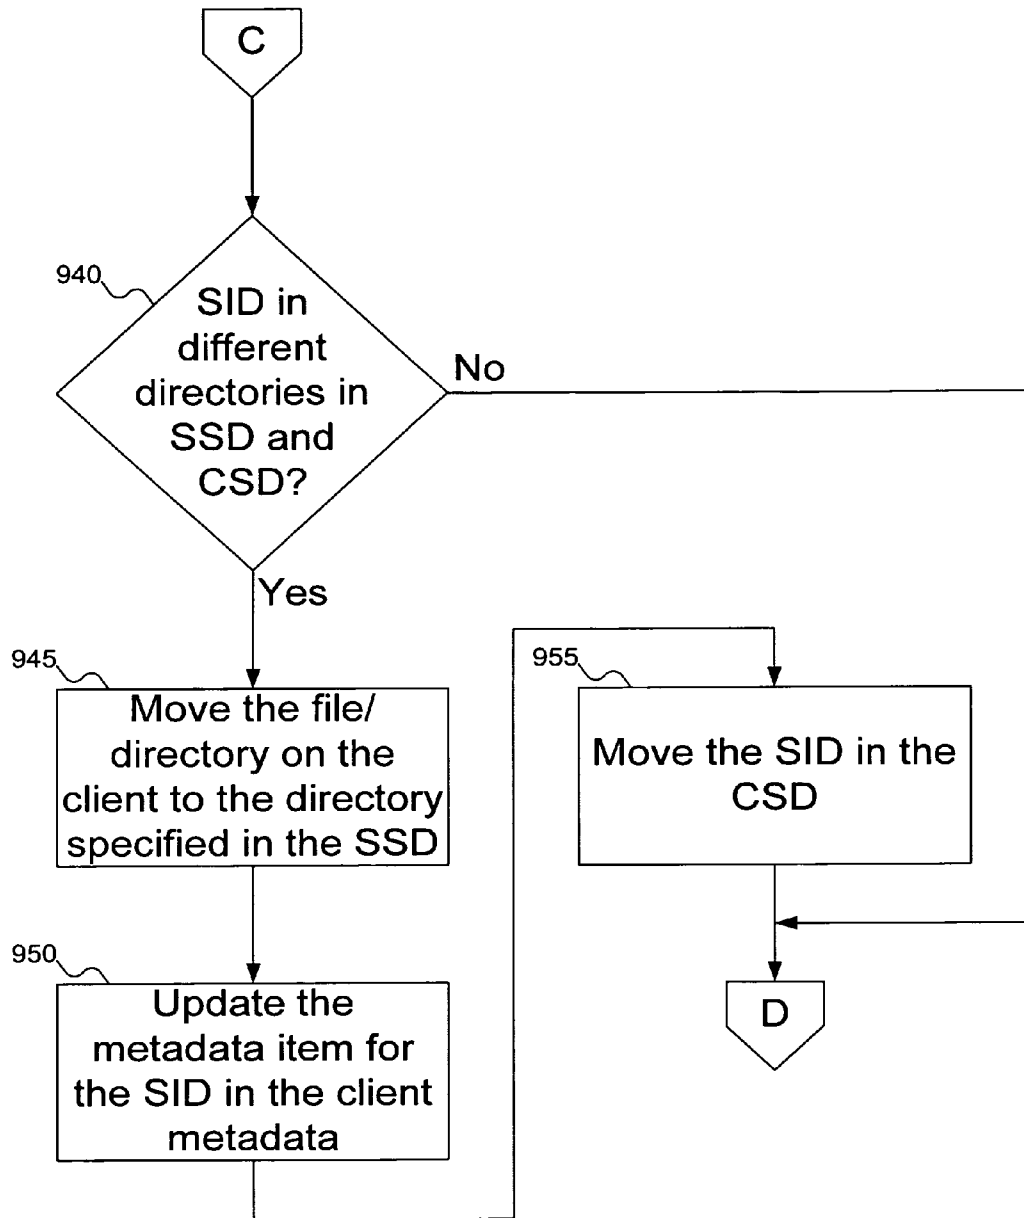 C
940
SID in
different
directories in
SSD and
CSD?
No
Yes
945
Move the file/
directory on the
client to the directory
specified in the SSD
950
Update the
metadata item for
the SID in the client
metadata
955
Move the SID in the
CSD
D